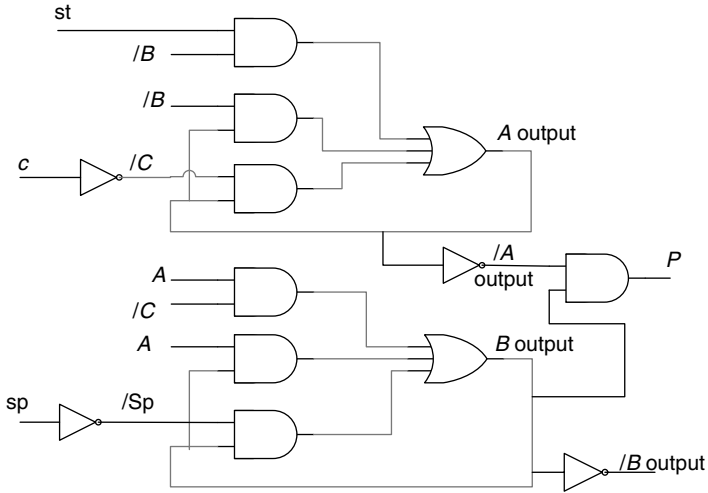 st
/B
/B
A output
c
/C
/A
output
P
A
/C
A
B output
sp
/Sp
/B output